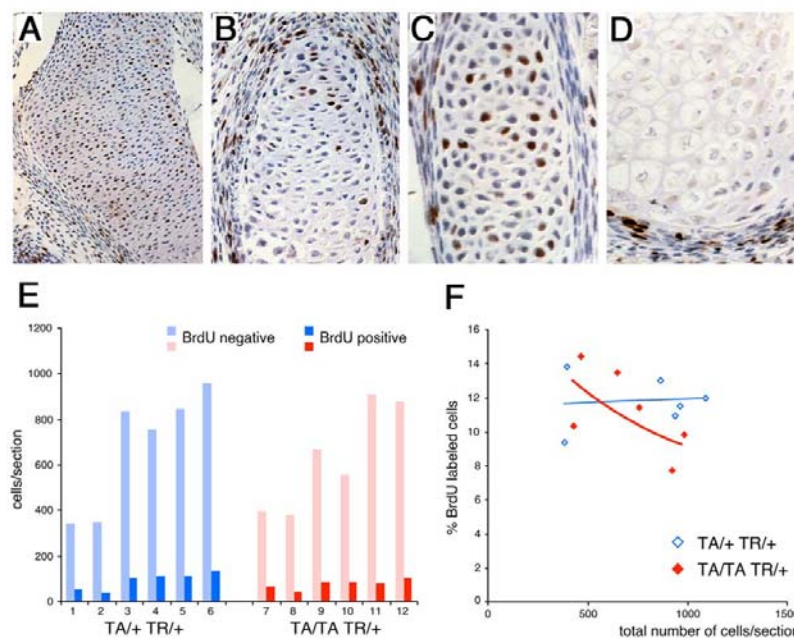 A B C D
E F
1200
1000
800
600
400
200
0
cells/section
BrdU negative BrdU positive
1 2 3 4 5 6 7 8 9 10 11 12
TA/+ TR/+ TA/TA TR/+
16
14
12
10
8
6
4
2
0
% BrdU labeled cells
TA/+ TR/+
TA/TA TR/+
0 500 1000 1500
total number of cells/section